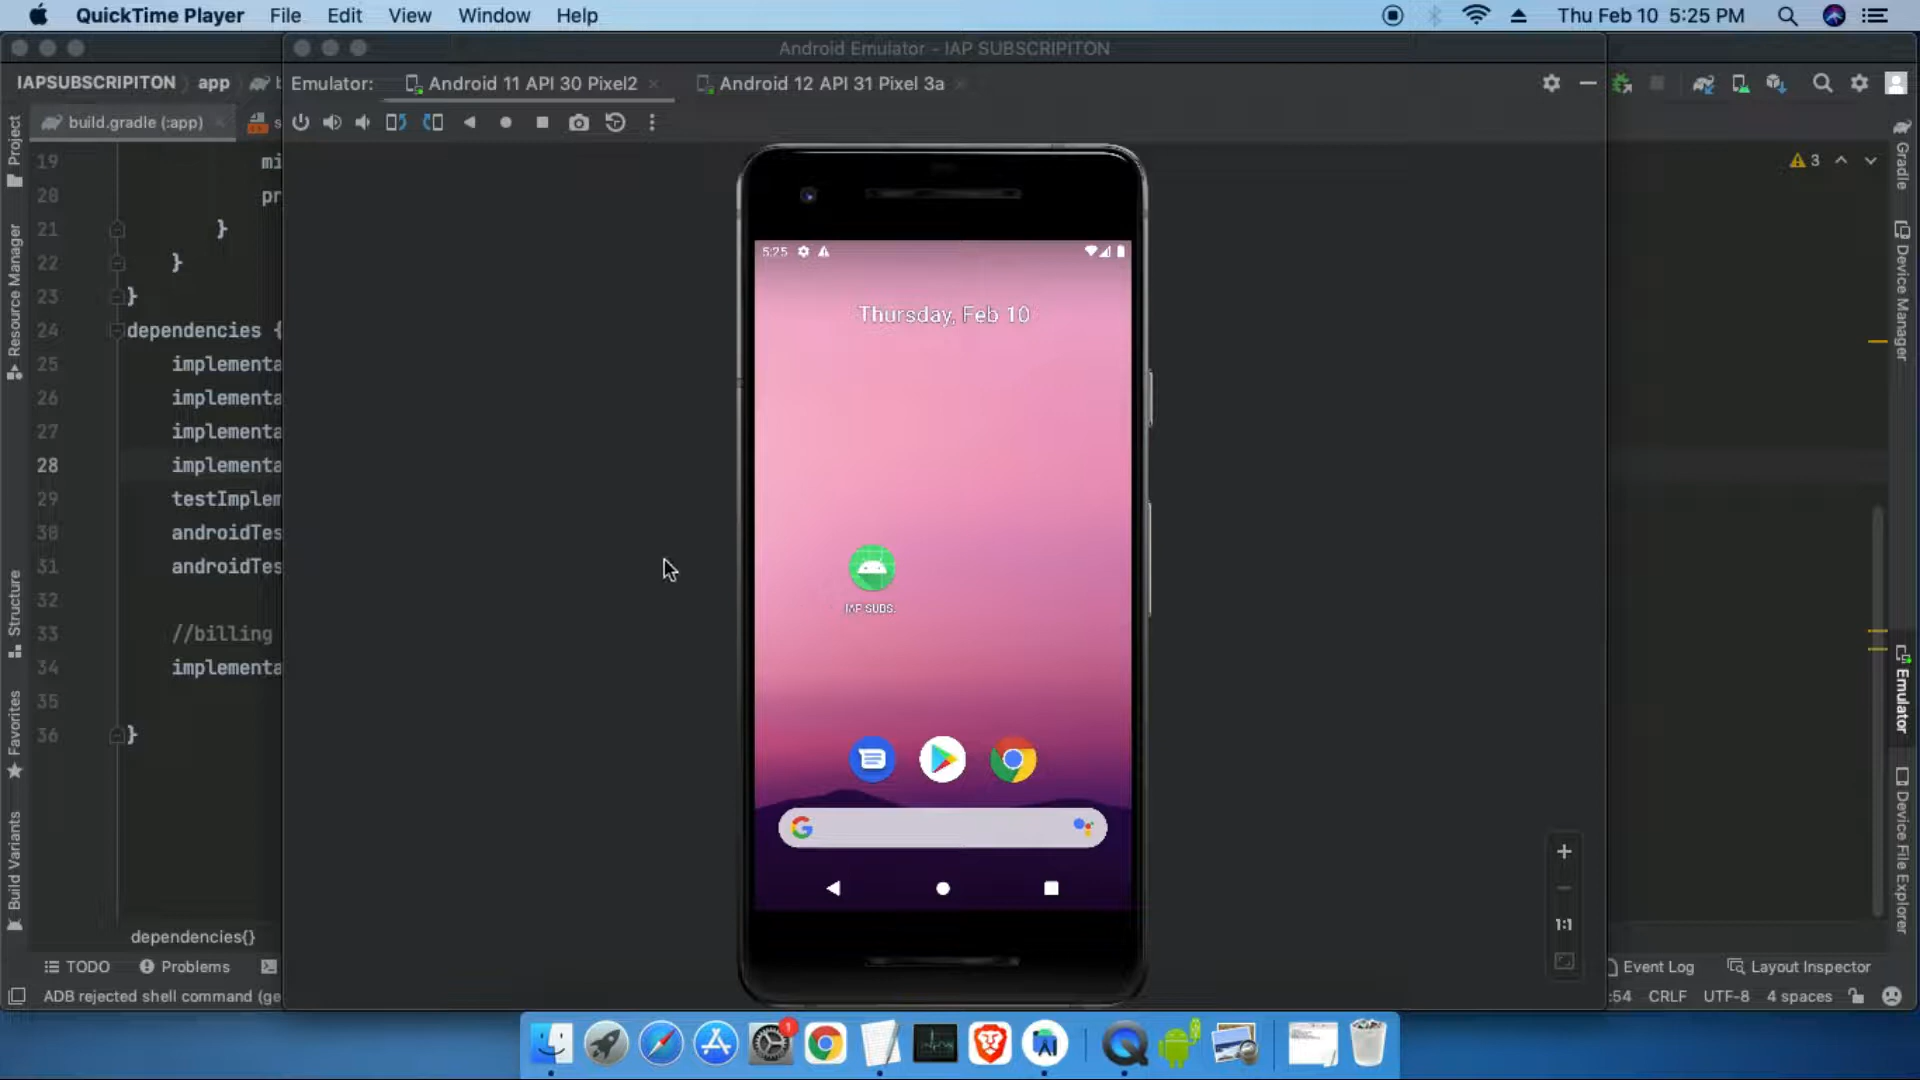 QuickTime Player File Edit View Window Help Thu Feb 10 5:25 PM
Android Emulator - IAP SUBSCRIPITON
IAPSUBSCRIPITON app
Emulator: Android 11 API 30 Pixel2 Android 12 API 31 Pixel 3a
build.gradle (:app)
Project
Resource Manager
Structure
Favorites
Build Variants
19 mi
20 pr
21 }
22 }
23 }
24 dependencies {
25 implementa
26 implementa
27 implementa
28 implementa
29 testImplem
30 androidTes
31 androidTes
32
33 //billing
34 implementa
35
36 }
5:25
Thursday, Feb 10
IAP SUBS.
3
Gradle
Device Manager
Emulator
Device File Explorer
1:1
dependencies{}
TODO Problems Event Log Layout Inspector
ADB rejected shell command (ge :54 CRLF UTF-8 4 spaces
1